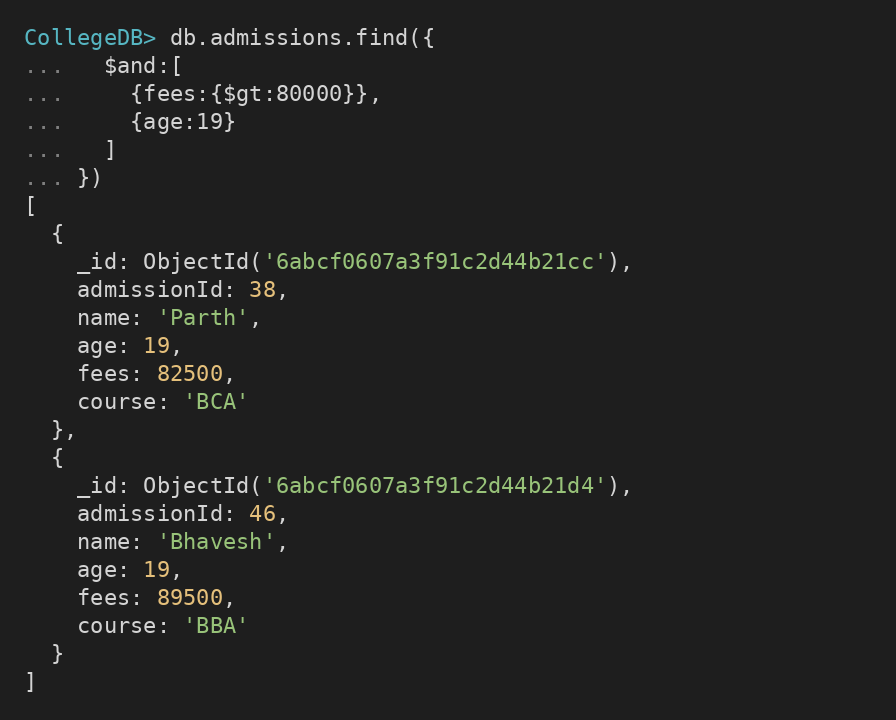 CollegeDB> db.admissions.find({
...   $and:[
...     {fees:{$gt:80000}},
...     {age:19}
...   ]
... })
[
  {
    _id: ObjectId('6abcf0607a3f91c2d44b21cc'),
    admissionId: 38,
    name: 'Parth',
    age: 19,
    fees: 82500,
    course: 'BCA'
  },
  {
    _id: ObjectId('6abcf0607a3f91c2d44b21d4'),
    admissionId: 46,
    name: 'Bhavesh',
    age: 19,
    fees: 89500,
    course: 'BBA'
  }
]